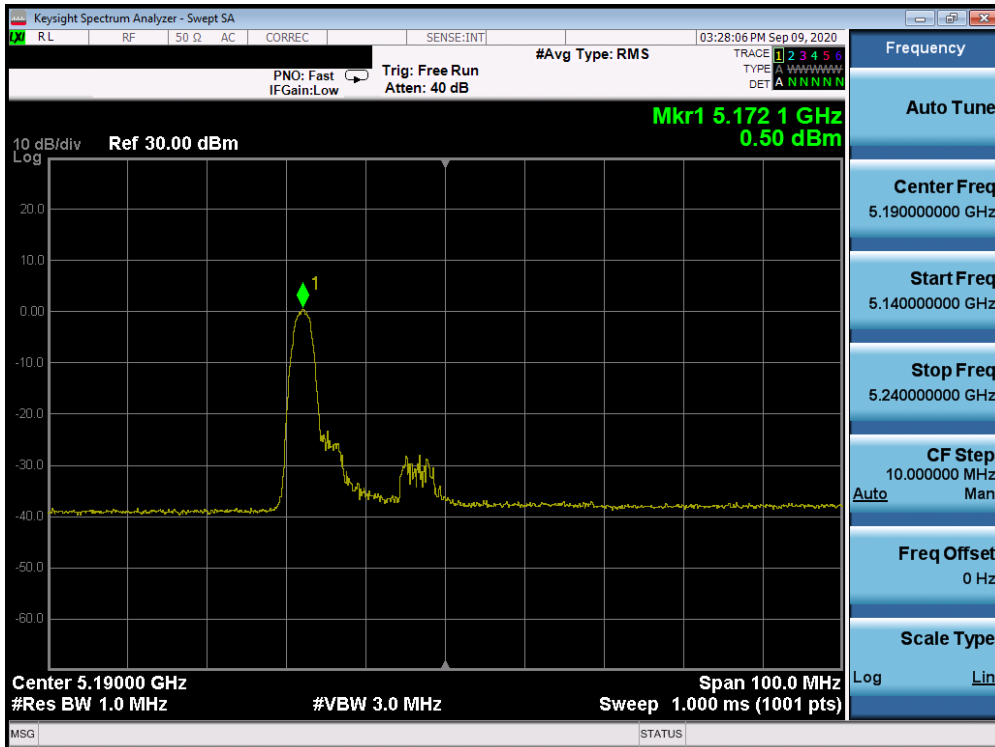 Keysight Spectrum Analyzer - Swept SA
LXI RL RF 50 Ω AC CORREC SENSE:INT 03:28:06 PM Sep 09, 2020
#Avg Type: RMS TRACE 1 2 3 4 5 6
PNO: Fast Trig: Free Run TYPE A WWWWW
IFGain:Low Atten: 40 dB DET A N N N N N
Mkr1 5.172 1 GHz
0.50 dBm
10 dB/div Ref 30.00 dBm
Log
20.0
10.0
1
0.00
-10.0
-20.0
-30.0
-40.0
-50.0
-60.0
Center 5.19000 GHz Span 100.0 MHz
#Res BW 1.0 MHz #VBW 3.0 MHz Sweep 1.000 ms (1001 pts)
MSG STATUS
Frequency
Auto Tune
Center Freq
5.190000000 GHz
Start Freq
5.140000000 GHz
Stop Freq
5.240000000 GHz
CF Step
10.000000 MHz
Auto Man
Freq Offset
0 Hz
Scale Type
Log Lin